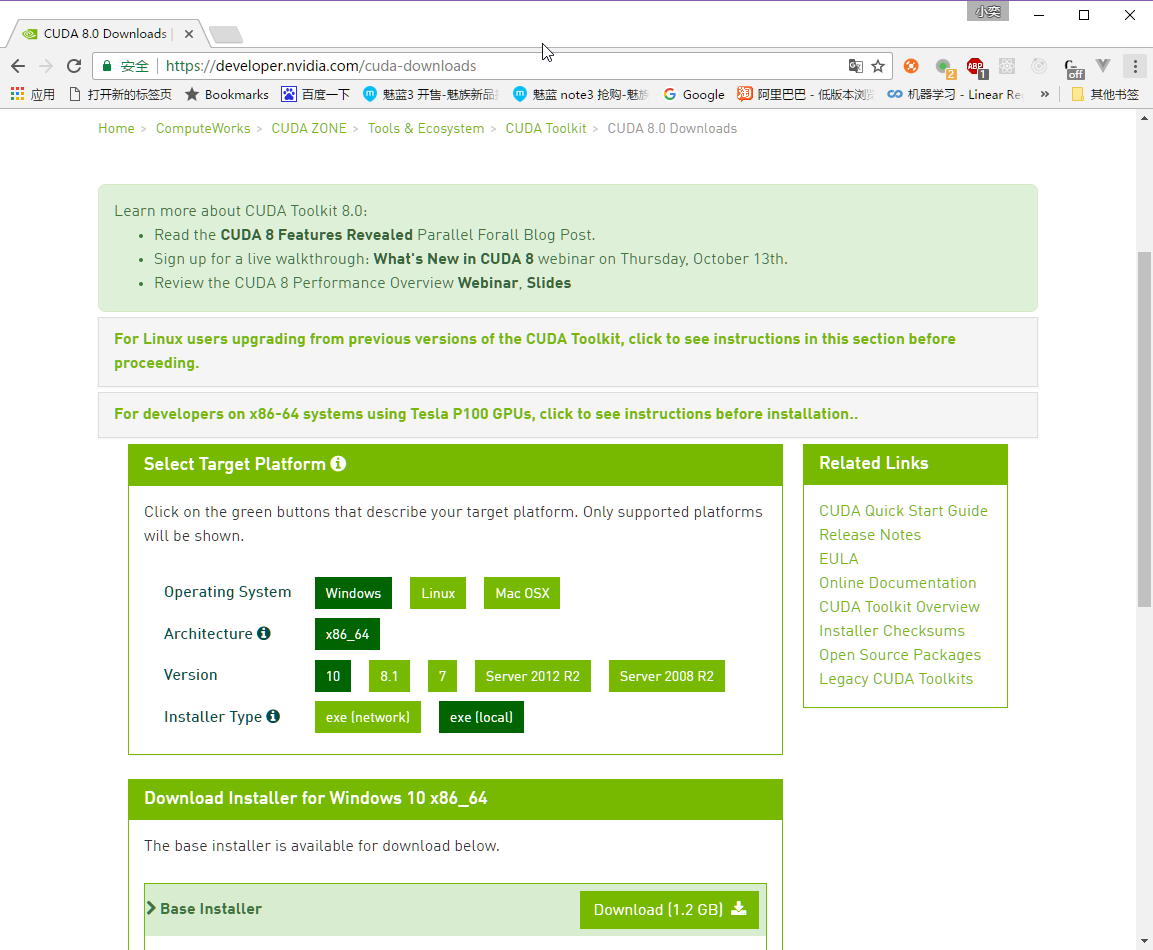 小奕
CUDA 8.0 Downloads |
安全 | https://developer.nvidia.com/cuda-downloads
2 ABP 1 off
应用 打开新的标签页 Bookmarks 百度一下 魅蓝3 开售-魅族新品 魅蓝 note3 抢购-魅族 Google 淘 阿里巴巴 - 低版本浏览 机器学习 - Linear Re » 其他书签
Home > ComputeWorks > CUDA ZONE > Tools & Ecosystem > CUDA Toolkit > CUDA 8.0 Downloads
Learn more about CUDA Toolkit 8.0:
• Read the CUDA 8 Features Revealed Parallel Forall Blog Post.
• Sign up for a live walkthrough: What's New in CUDA 8 webinar on Thursday, October 13th.
• Review the CUDA 8 Performance Overview Webinar, Slides
For Linux users upgrading from previous versions of the CUDA Toolkit, click to see instructions in this section before
proceeding.
For developers on x86-64 systems using Tesla P100 GPUs, click to see instructions before installation..
Select Target Platform
Click on the green buttons that describe your target platform. Only supported platforms
will be shown.
Operating System Windows Linux Mac OSX
Architecture x86_64
Version 10 8.1 7 Server 2012 R2 Server 2008 R2
Installer Type exe (network) exe (local)
Related Links
CUDA Quick Start Guide
Release Notes
EULA
Online Documentation
CUDA Toolkit Overview
Installer Checksums
Open Source Packages
Legacy CUDA Toolkits
Download Installer for Windows 10 x86_64
The base installer is available for download below.
Base Installer Download (1.2 GB)